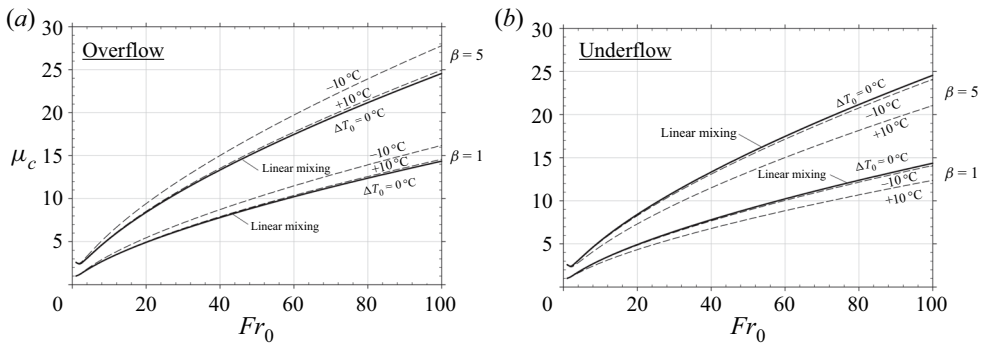 (a)
30
Overflow
–10 °C
β = 5
25
+10 °C
ΔT0 = 0 °C
20
μc
15
–10 °C
Linear mixing
+10 °C
β = 1
10
ΔT0 = 0 °C
Linear mixing
5
0 20 40 60 80 100
Fr0
(b)
30
Underflow
25
ΔT0 = 0 °C
β = 5
–10 °C
20
+10 °C
Linear mixing
15
ΔT0 = 0 °C
Linear mixing
–10 °C
β = 1
10
+10 °C
5
0 20 40 60 80 100
Fr0